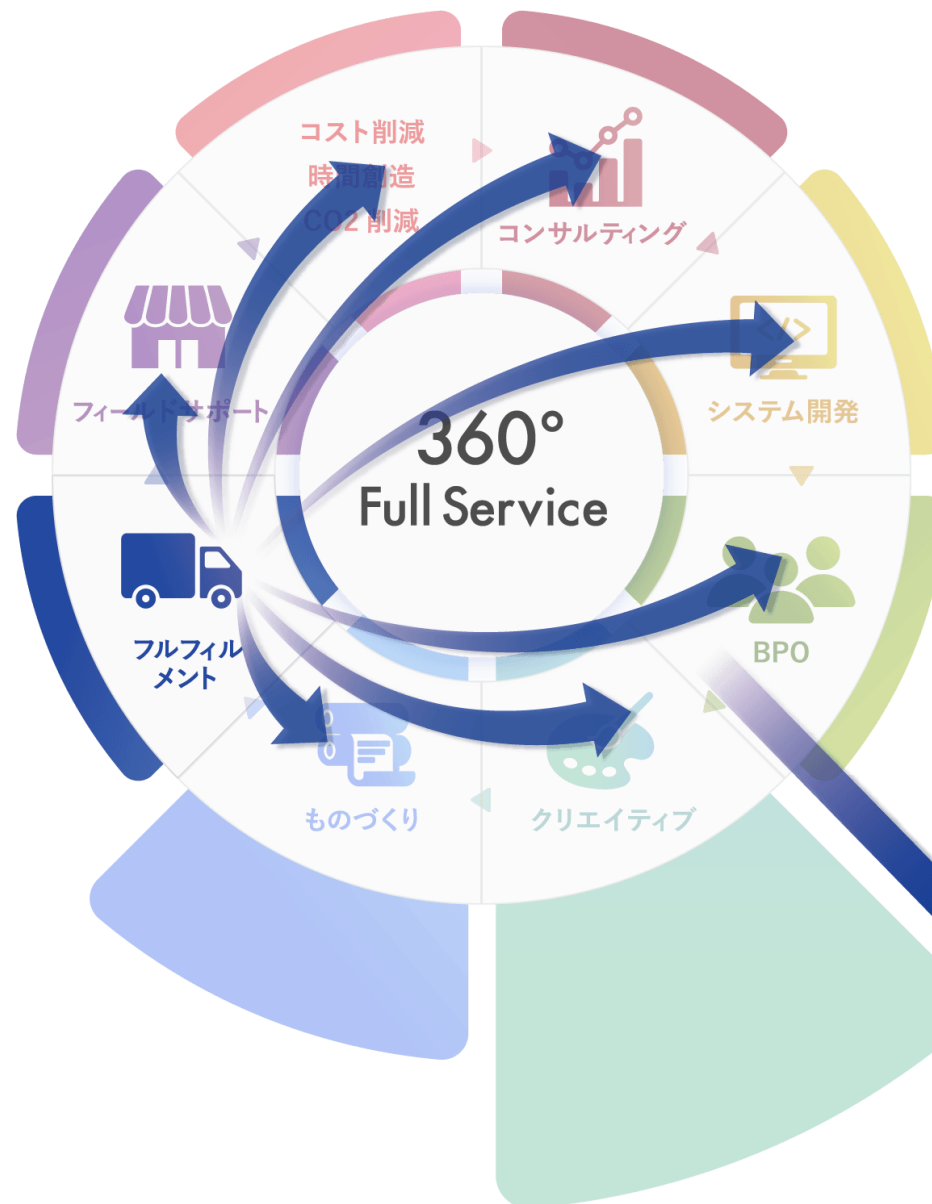 コスト削減
時間創造
CO2 削減
コンサルティング
フィールドサポート
システム開発
360°
Full Service
フルフィル
メント
BPO
ものづくり
クリエイティブ